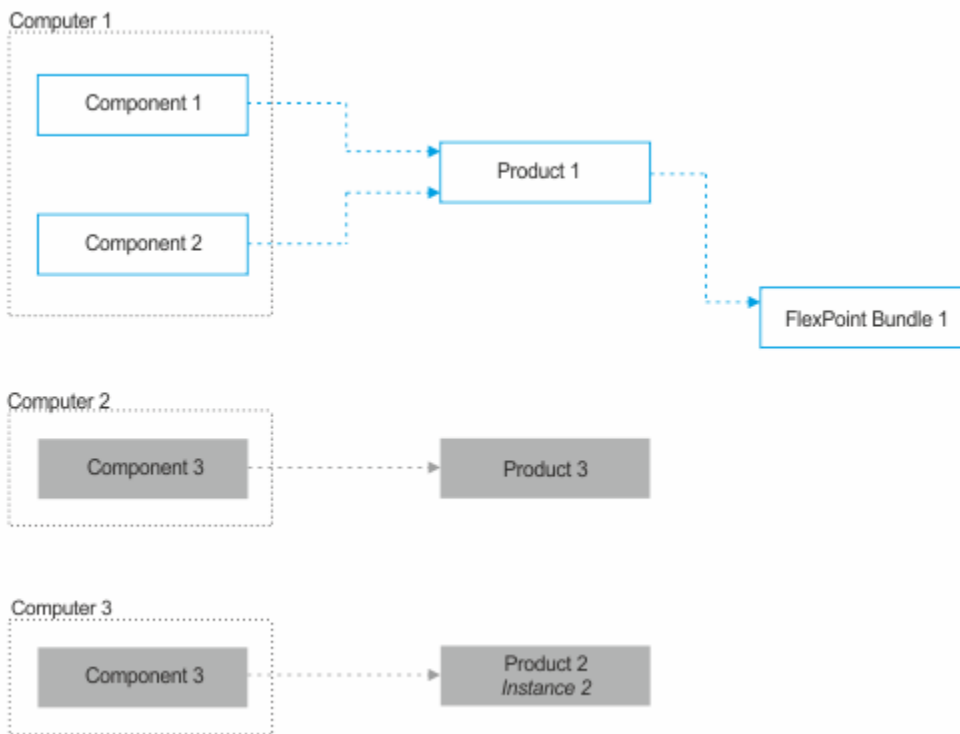 Computer 1
Component 1
Product 1
Component 2
FlexPoint Bundle 1
Computer 2
Component 3
Product 3
Computer 3
Component 3
Product 2
Instance 2